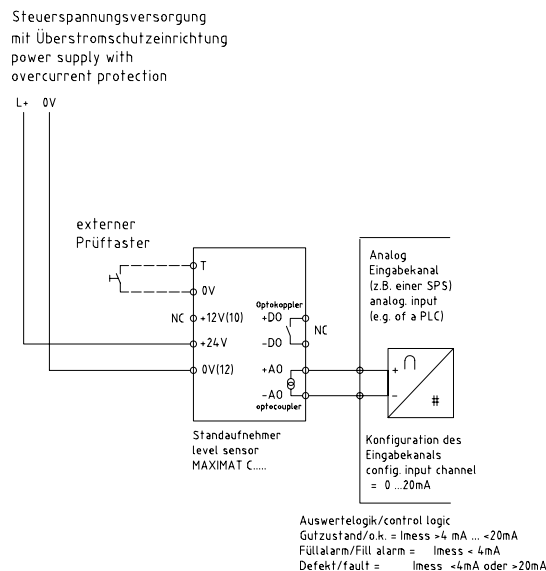 Steuerspannungsversorgung
mit Überstromschutzeinrichtung
power supply with
overcurrent protection
L+ 0V
externer
Prüftaster
T
0V
NC +12V(10)
+24V
0V(12)
Optokoppler
+DO
-DO
NC
+AO
-AO
optocoupler
Standaufnehmer
level sensor
MAXIMAT C.....
Analog
Eingabekanal
(z.B. einer SPS)
analog. input
(e.g. of a PLC)
+
∩
-
#
Konfiguration des
Eingabekanals
config. input channel
= 0 ...20mA
Auswertelogik/control logic
Gutzustand/o.k. = Imess >4 mA ... <20mA
Füllalarm/Fill alarm = Imess < 4mA
Defekt/fault = Imess <4mA oder >20mA